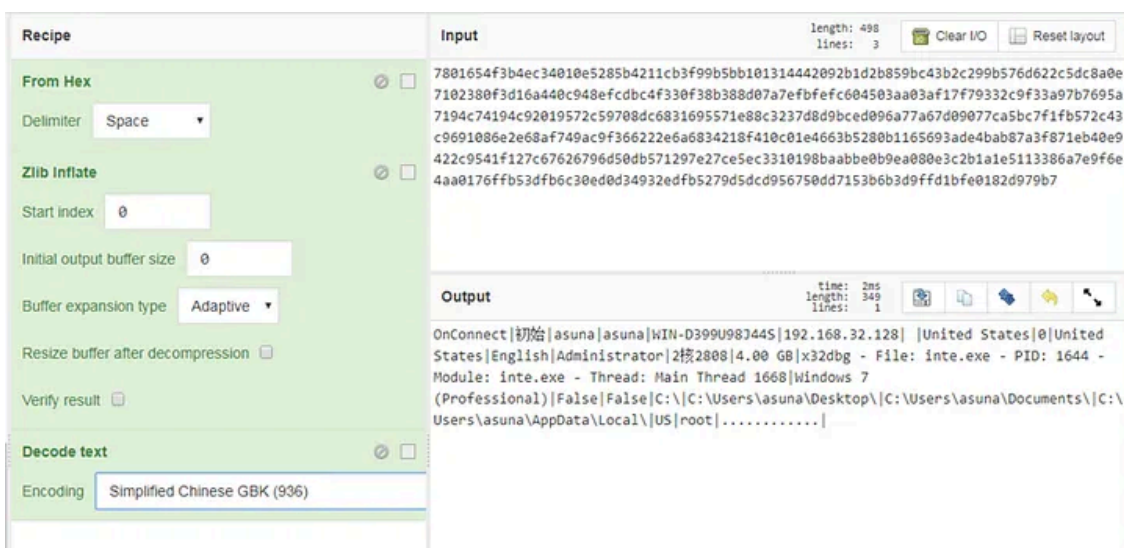 Recipe
From Hex
Delimiter Space
Zlib Inflate
Start index 0
Initial output buffer size 0
Buffer expansion type Adaptive
Resize buffer after decompression
Verify result
Decode text
Encoding Simplified Chinese GBK (936)
Input
length: 498
lines: 3
Clear I/O
Reset layout
7801654f3b4ec34010e5285b4211cb3f99b5bb101314442092b1d2b859bc43b2c299b576d622c5dc8a0e
7102380f3d16a440c948efcdbc4f330f38b388d07a7efbfefc604503aa03af17f79332c9f33a97b7695a
7194c74194c92019572c59708dc6831695571e88c3237d8d9bced096a77a67d09077ca5bc7f1fb572c43
c9691086e2e68af749ac9f366222e6a6834218f410c01e4663b5280b1165693ade4bab87a3f871eb40e9
422c9541f127c67626796d50db571297e27ce5ec3310198baabbe0b9ea080e3c2b1a1e5113386a7e9f6e
4aa0176ffb53dfb6c30ed0d34932edfb5279d5dcd956750dd7153b6b3d9ffd1bfe0182d979b7
Output
time: 2ms
length: 349
lines: 1
OnConnect|初始|asuna|asuna|WIN-D399U98J44S|192.168.32.128| |United States|0|United
States|English|Administrator|2核2808|4.00 GB|x32dbg - File: inte.exe - PID: 1644 -
Module: inte.exe - Thread: Main Thread 1668|Windows 7
(Professional)|False|False|C:\|C:\Users\asuna\Desktop\|C:\Users\asuna\Documents\|C:\
Users\asuna\AppData\Local\|US|root|............|